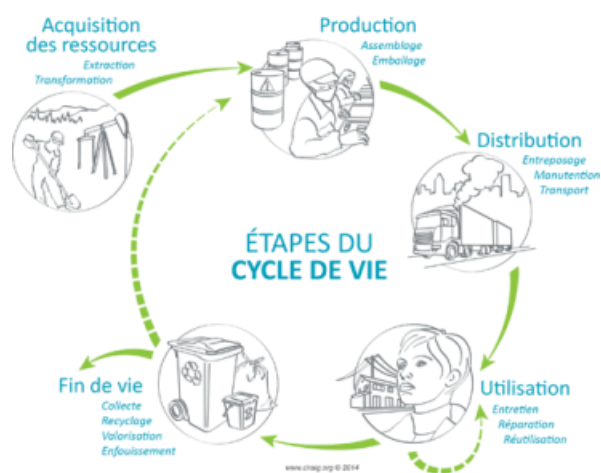 Acquisition
des ressources
Extraction
Transformation
Production
Assemblage
Emballage
Distribution
Entreposage
Manutention
Transport
ÉTAPES DU
CYCLE DE VIE
Utilisation
Entretien
Réparation
Réutilisation
Fin de vie
Collecte
Recyclage
Valorisation
Enfouissement
www.ciraig.org © 2014